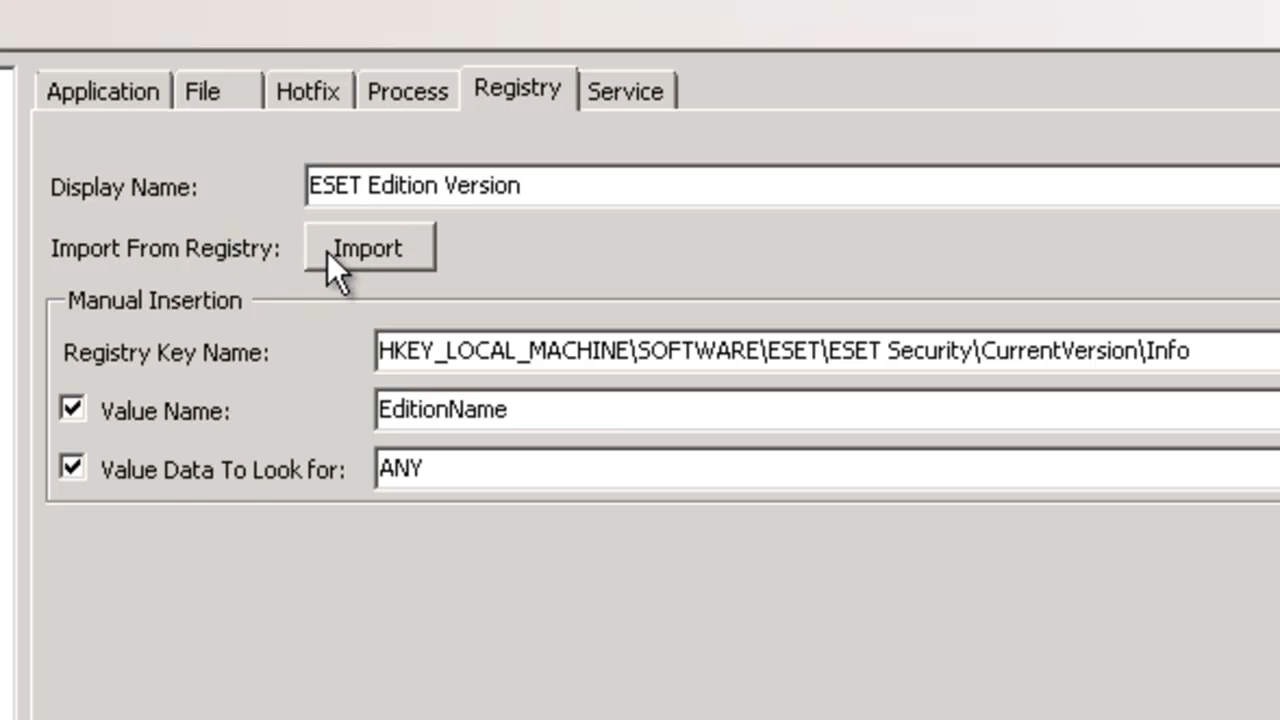 Application File Hotfix Process Registry Service
Display Name: ESET Edition Version
Import From Registry: Import
Manual Insertion
Registry Key Name: HKEY_LOCAL_MACHINE\SOFTWARE\ESET\ESET Security\CurrentVersion\Info
Value Name: EditionName
Value Data To Look for: ANY